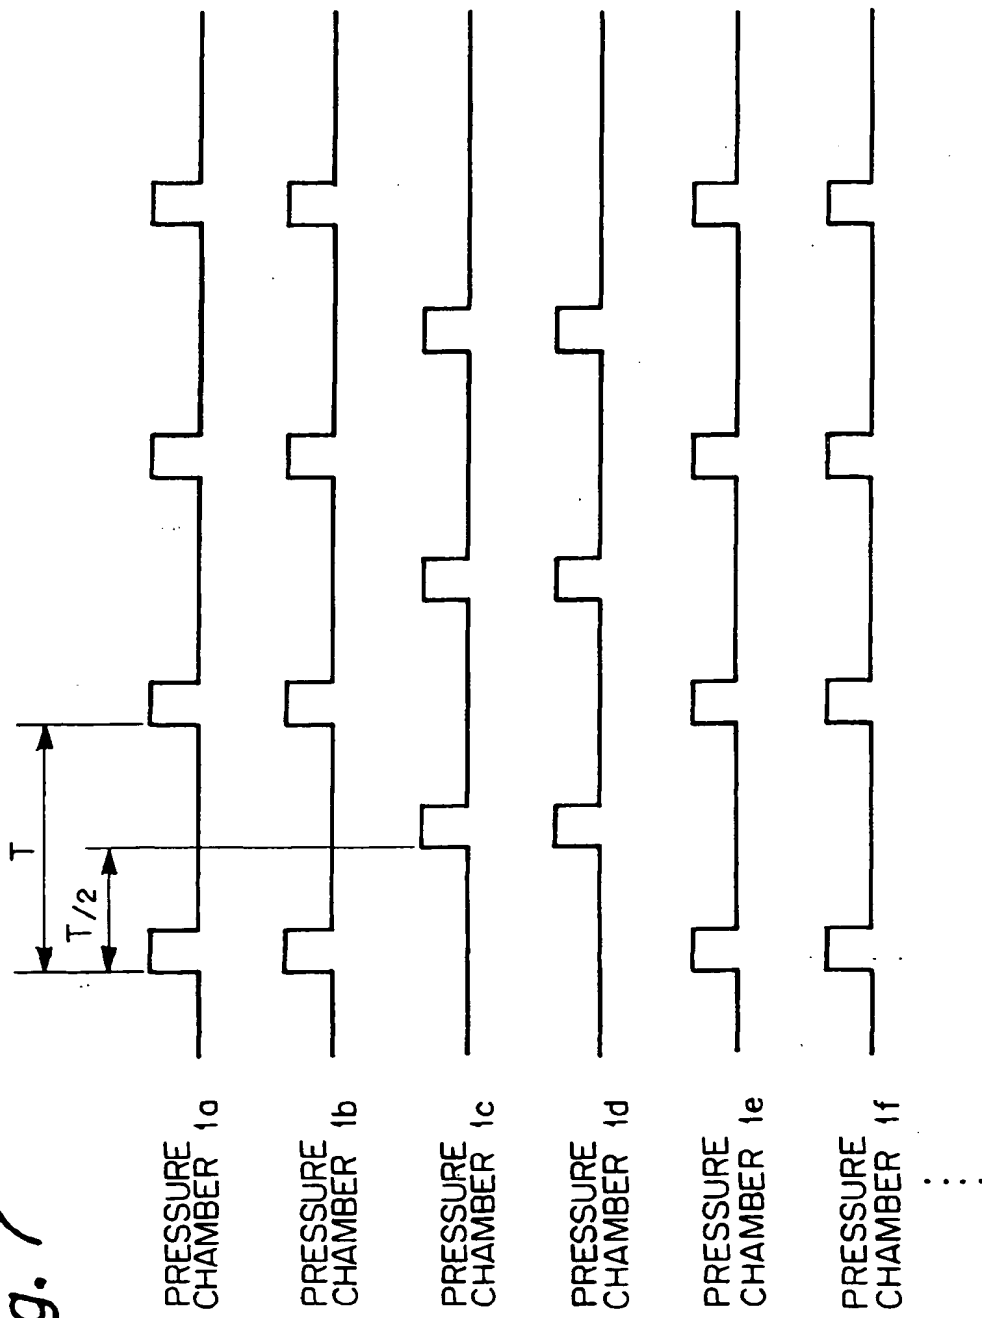 g. 7
T
T/2
PRESSURE
CHAMBER 1a
PRESSURE
CHAMBER 1b
PRESSURE
CHAMBER 1c
PRESSURE
CHAMBER 1d
PRESSURE
CHAMBER 1e
PRESSURE
CHAMBER 1f